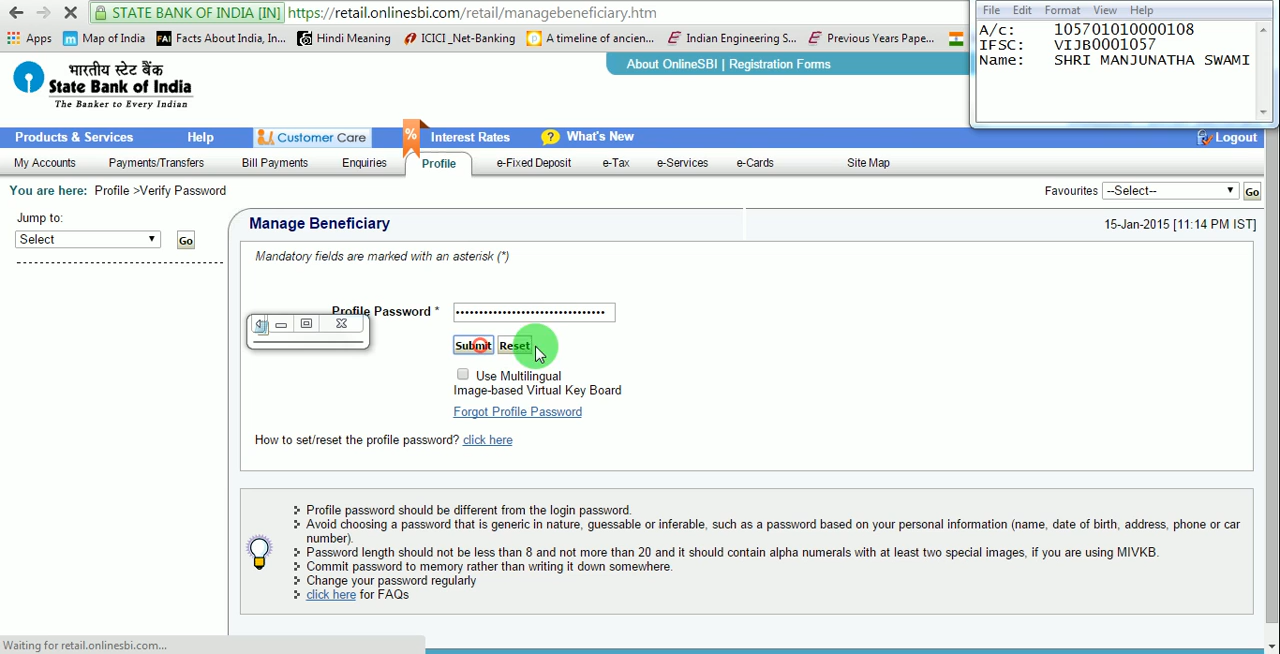 STATE BANK OF INDIA [IN] https://retail.onlinesbi.com/retail/managebeneficiary.htm
Apps Map of India Facts About India, In... Hindi Meaning ICICI _Net-Banking A timeline of ancien... Indian Engineering S... Previous Years Pape...
File Edit Format View Help
A/c: 105701010000108
IFSC: VIJB0001057
Name: SHRI MANJUNATHA SWAMI
भारतीय स्टेट बैंक
State Bank of India
The Banker to Every Indian
About OnlineSBI | Registration Forms
Products & Services Help Customer Care % Interest Rates ? What's New Logout
My Accounts Payments/Transfers Bill Payments Enquiries Profile e-Fixed Deposit e-Tax e-Services e-Cards Site Map
You are here: Profile >Verify Password
Favourites --Select-- Go
Jump to:
Select Go
Manage Beneficiary
15-Jan-2015 [11:14 PM IST]
Mandatory fields are marked with an asterisk (*)
Profile Password *
Submit Reset
Use Multilingual
Image-based Virtual Key Board
Forgot Profile Password
How to set/reset the profile password? click here
Profile password should be different from the login password.
Avoid choosing a password that is generic in nature, guessable or inferable, such as a password based on your personal information (name, date of birth, address, phone or car
number).
Password length should not be less than 8 and not more than 20 and it should contain alpha numerals with at least two special images, if you are using MIVKB.
Commit password to memory rather than writing it down somewhere.
Change your password regularly
click here for FAQs
Waiting for retail.onlinesbi.com...